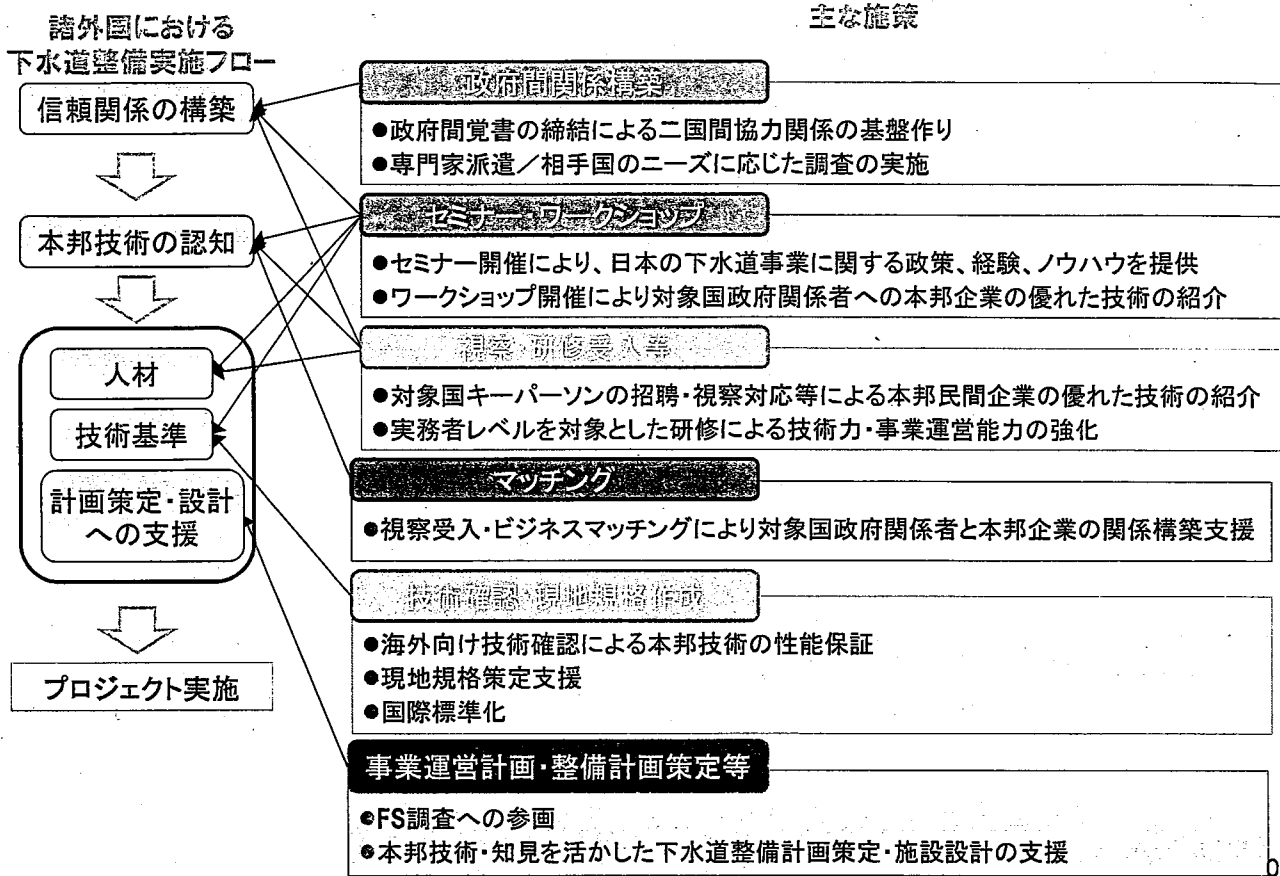 諸外国における
下水道整備実施フロー
信頼関係の構築
本邦技術の認知
人材
技術基準
計画策定・設計
への支援
プロジェクト実施
主な施策
政府間関係構築
●政府間覚書の締結による二国間協力関係の基盤作り
●専門家派遣／相手国のニーズに応じた調査の実施
セミナー・ワークショップ
●セミナー開催により、日本の下水道事業に関する政策、経験、ノウハウを提供
●ワークショップ開催により対象国政府関係者への本邦企業の優れた技術の紹介
視察・研修受入等
●対象国キーパーソンの招聘・視察対応等による本邦民間企業の優れた技術の紹介
●実務者レベルを対象とした研修による技術力・事業運営能力の強化
マッチング
●視察受入・ビジネスマッチングにより対象国政府関係者と本邦企業の関係構築支援
技術確認・現地規格作成
●海外向け技術確認による本邦技術の性能保証
●現地規格策定支援
●国際標準化
事業運営計画・整備計画策定等
●FS調査への参画
●本邦技術・知見を活かした下水道整備計画策定・施設設計の支援
0